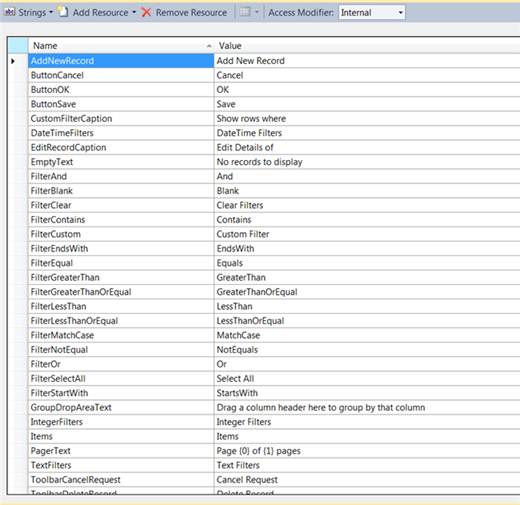 Strings Add Resource Remove Resource Access Modifier: Internal
Name Value
AddNewRecord Add New Record
ButtonCancel Cancel
ButtonOK OK
ButtonSave Save
CustomFilterCaption Show rows where
DateTimeFilters DateTime Filters
EditRecordCaption Edit Details of
EmptyText No records to display
FilterAnd And
FilterBlank Blank
FilterClear Clear Filters
FilterContains Contains
FilterCustom Custom Filter
FilterEndsWith EndsWith
FilterEqual Equals
FilterGreaterThan GreaterThan
FilterGreaterThanOrEqual GreaterThanOrEqual
FilterLessThan LessThan
FilterLessThanOrEqual LessThanOrEqual
FilterMatchCase MatchCase
FilterNotEqual NotEquals
FilterOr Or
FilterSelectAll Select All
FilterStartWith StartsWith
GroupDropAreaText Drag a column header here to group by that column
IntegerFilters Integer Filters
Items Items
PagerText Page {0} of {1} pages
TextFilters Text Filters
ToolbarCancelRequest Cancel Request
ToolbarDeleteRecord Delete Record